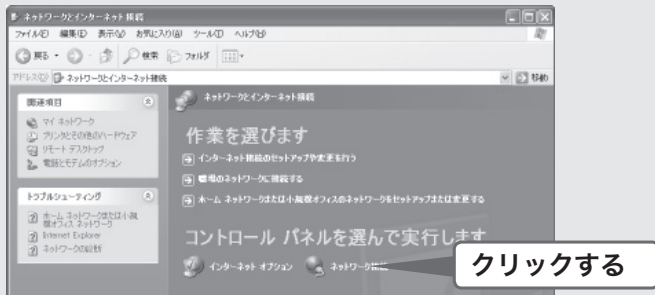 ネットワークとインターネット接続
ファイル(F) 編集(E) 表示(V) お気に入り(A) ツール(T) ヘルプ(H)
戻る 検索 フォルダ
アドレス(D) ネットワークとインターネット接続 移動
関連項目
マイ ネットワーク
プリンタとその他のハードウェア
リモート デスクトップ
電話とモデムのオプション
トラブルシューティング
ホーム ネットワークまたは小規模オフィス ネットワーク
Internet Explorer
ネットワークの診断
ネットワークとインターネット接続
作業を選びます
インターネット接続のセットアップや変更を行う
職場のネットワークに接続する
ホーム ネットワークまたは小規模オフィスのネットワークをセットアップまたは変更する
コントロール パネルを選んで実行します
インターネット オプション ネットワーク接続
クリックする